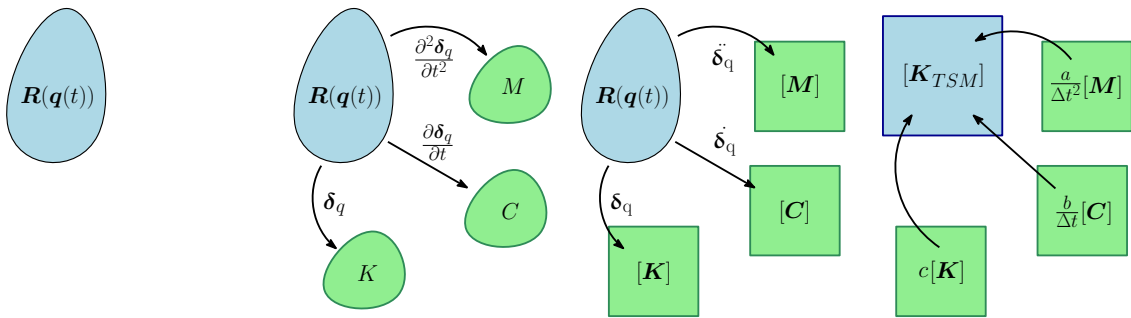 R(q(t))
R(q(t))
∂²δ_q/∂t²
M
∂δ_q/∂t
C
δ_q
K
R(q(t))
δ̈_q
[M]
δ̇_q
[C]
δ_q
[K]
[K_TSM]
a/Δt² [M]
b/Δt [C]
c[K]